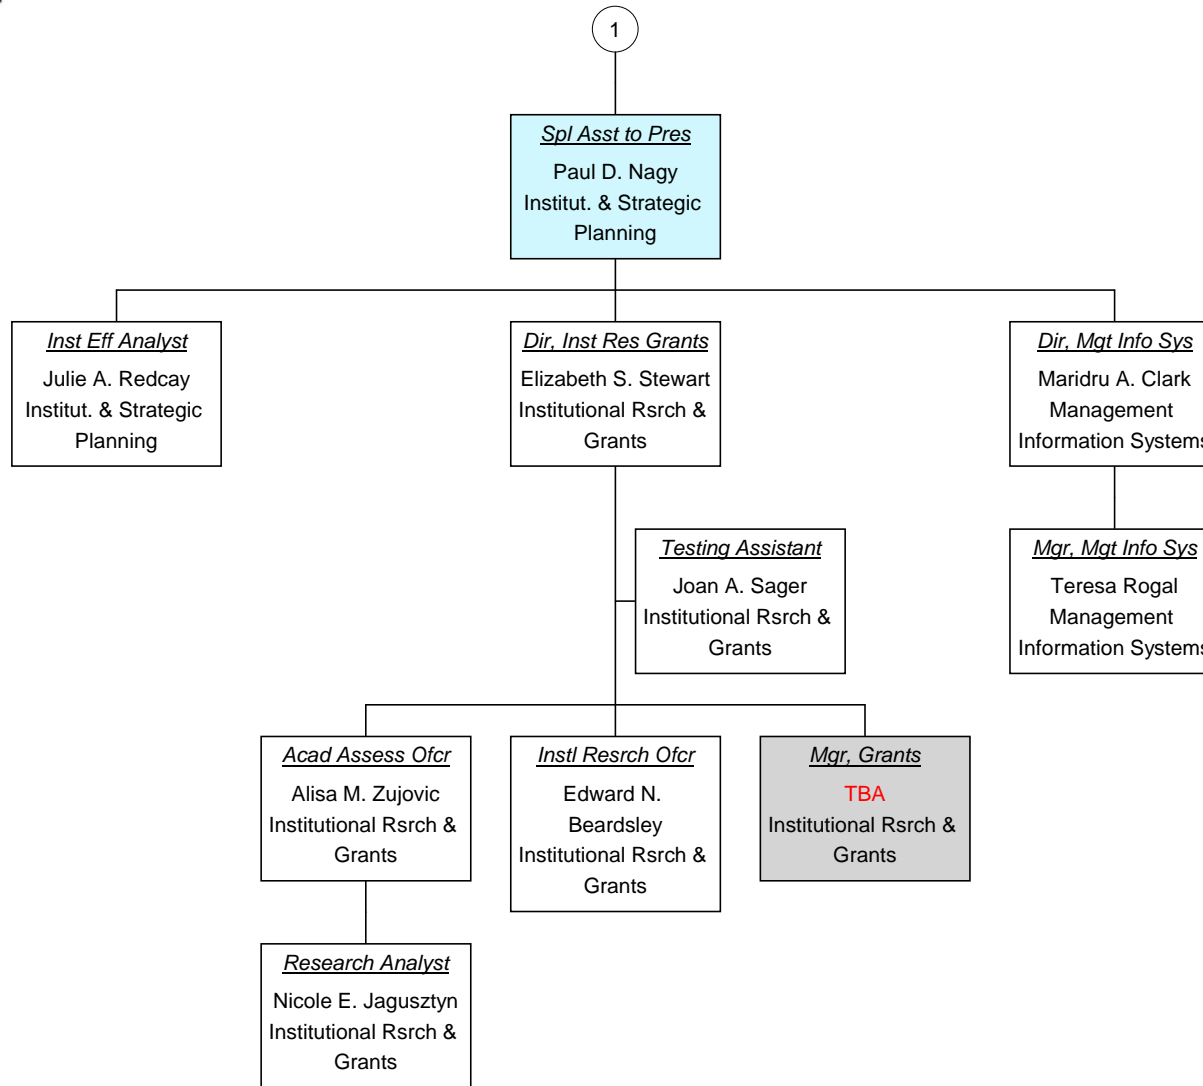 1
Spl Asst to Pres
Paul D. Nagy
Institut. & Strategic
Planning
Inst Eff Analyst
Julie A. Redcay
Institut. & Strategic
Planning
Dir, Inst Res Grants
Elizabeth S. Stewart
Institutional Rsrch &
Grants
Dir, Mgt Info Sys
Maridru A. Clark
Management
Information Systems
Testing Assistant
Joan A. Sager
Institutional Rsrch &
Grants
Mgr, Mgt Info Sys
Teresa Rogal
Management
Information Systems
Acad Assess Ofcr
Alisa M. Zujovic
Institutional Rsrch &
Grants
Instl Resrch Ofcr
Edward N.
Beardsley
Institutional Rsrch &
Grants
Mgr, Grants
TBA
Institutional Rsrch &
Grants
Research Analyst
Nicole E. Jagusztyn
Institutional Rsrch &
Grants